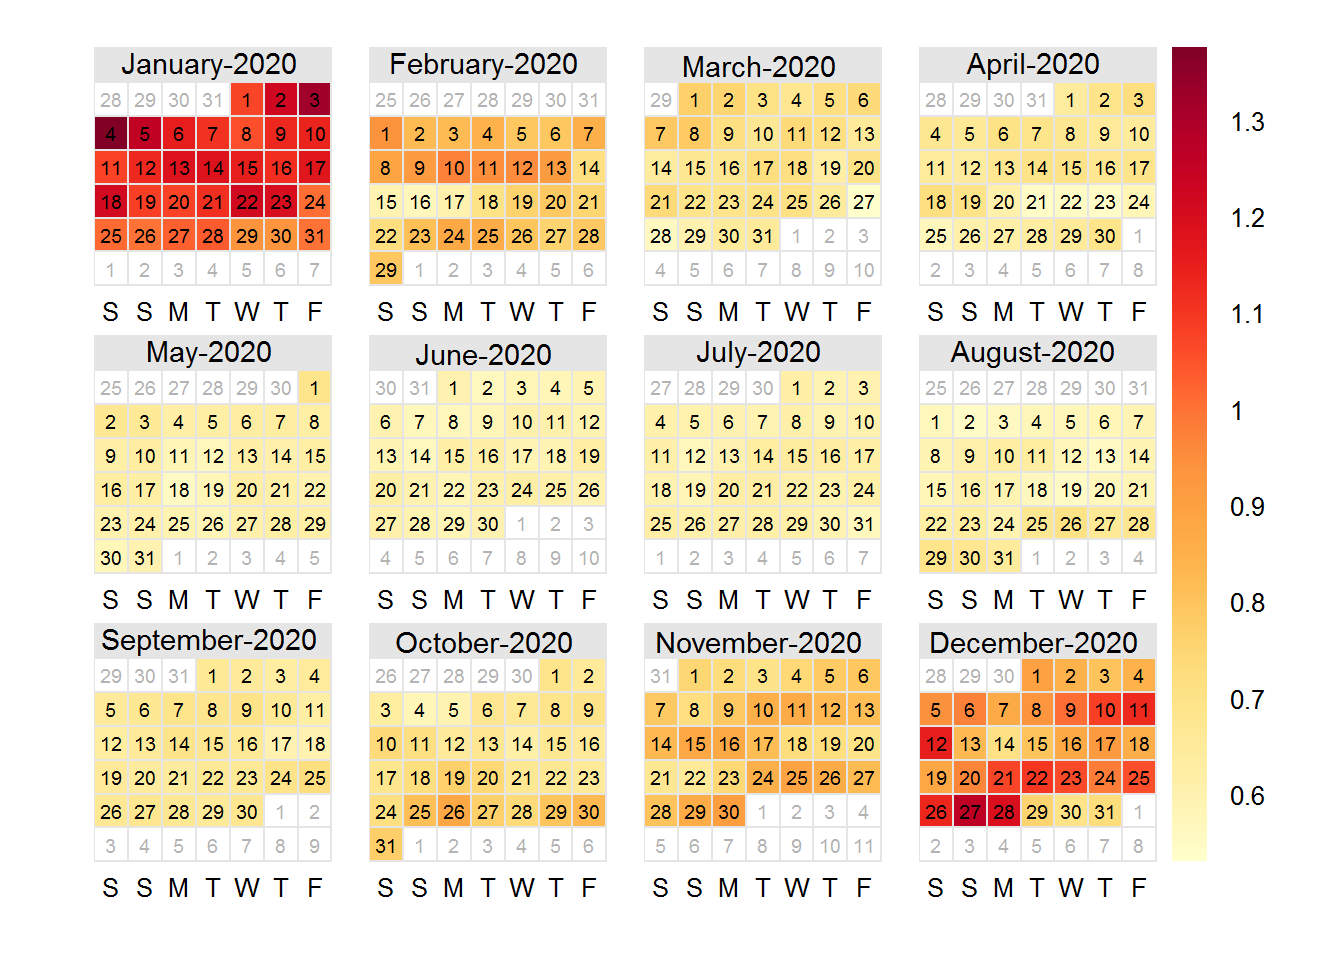 January-2020 February-2020 March-2020 April-2020
28 29 30 31 1 2 3 25 26 27 28 29 30 31 29 1 2 3 4 5 6 28 29 30 31 1 2 3
4 5 6 7 8 9 10 1 2 3 4 5 6 7 7 8 9 10 11 12 13 4 5 6 7 8 9 10
11 12 13 14 15 16 17 8 9 10 11 12 13 14 14 15 16 17 18 19 20 11 12 13 14 15 16 17
18 19 20 21 22 23 24 15 16 17 18 19 20 21 21 22 23 24 25 26 27 18 19 20 21 22 23 24
25 26 27 28 29 30 31 22 23 24 25 26 27 28 28 29 30 31 1 2 3 25 26 27 28 29 30 1
1 2 3 4 5 6 7 29 1 2 3 4 5 6 4 5 6 7 8 9 10 2 3 4 5 6 7 8
S S M T W T F S S M T W T F S S M T W T F S S M T W T F
May-2020 June-2020 July-2020 August-2020
25 26 27 28 29 30 1 30 31 1 2 3 4 5 27 28 29 30 1 2 3 25 26 27 28 29 30 31
2 3 4 5 6 7 8 6 7 8 9 10 11 12 4 5 6 7 8 9 10 1 2 3 4 5 6 7
9 10 11 12 13 14 15 13 14 15 16 17 18 19 11 12 13 14 15 16 17 8 9 10 11 12 13 14
16 17 18 19 20 21 22 20 21 22 23 24 25 26 18 19 20 21 22 23 24 15 16 17 18 19 20 21
23 24 25 26 27 28 29 27 28 29 30 1 2 3 25 26 27 28 29 30 31 22 23 24 25 26 27 28
30 31 1 2 3 4 5 4 5 6 7 8 9 10 1 2 3 4 5 6 7 29 30 31 1 2 3 4
S S M T W T F S S M T W T F S S M T W T F S S M T W T F
September-2020 October-2020 November-2020 December-2020
29 30 31 1 2 3 4 26 27 28 29 30 1 2 31 1 2 3 4 5 6 28 29 30 1 2 3 4
5 6 7 8 9 10 11 3 4 5 6 7 8 9 7 8 9 10 11 12 13 5 6 7 8 9 10 11
12 13 14 15 16 17 18 10 11 12 13 14 15 16 14 15 16 17 18 19 20 12 13 14 15 16 17 18
19 20 21 22 23 24 25 17 18 19 20 21 22 23 21 22 23 24 25 26 27 19 20 21 22 23 24 25
26 27 28 29 30 1 2 24 25 26 27 28 29 30 28 29 30 1 2 3 4 26 27 28 29 30 31 1
3 4 5 6 7 8 9 31 1 2 3 4 5 6 5 6 7 8 9 10 11 2 3 4 5 6 7 8
S S M T W T F S S M T W T F S S M T W T F S S M T W T F
1.3
1.2
1.1
1
0.9
0.8
0.7
0.6